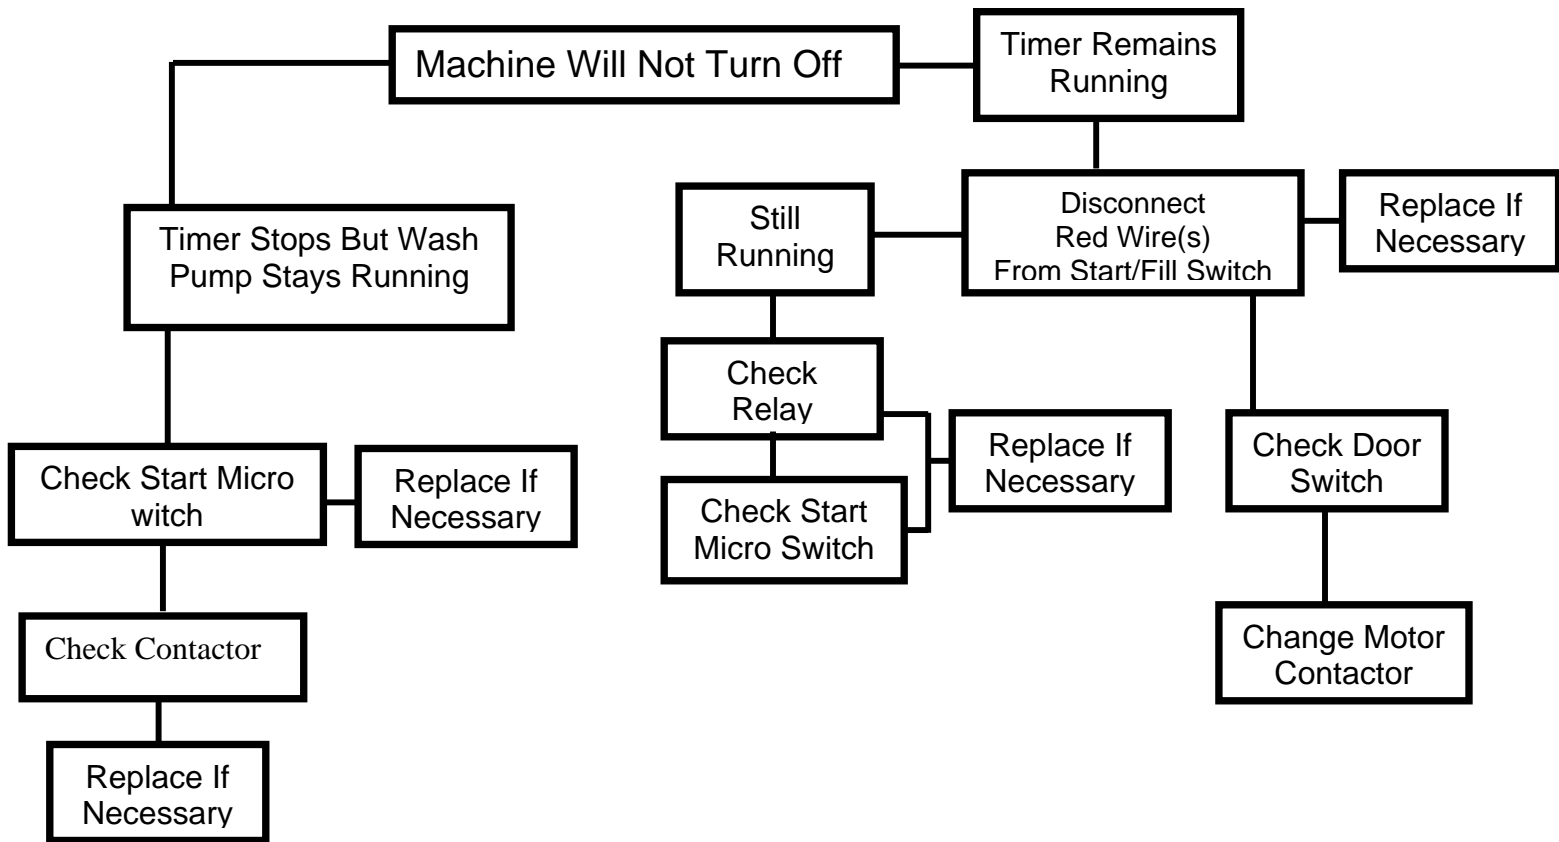 Machine Will Not Turn Off
Timer Remains
Running
Timer Stops But Wash
Pump Stays Running
Still
Running
Disconnect
Red Wire(s)
From Start/Fill Switch
Replace If
Necessary
Check
Relay
Check Start Micro
witch
Replace If
Necessary
Check Start
Micro Switch
Replace If
Necessary
Check Door
Switch
Check Contactor
Change Motor
Contactor
Replace If
Necessary